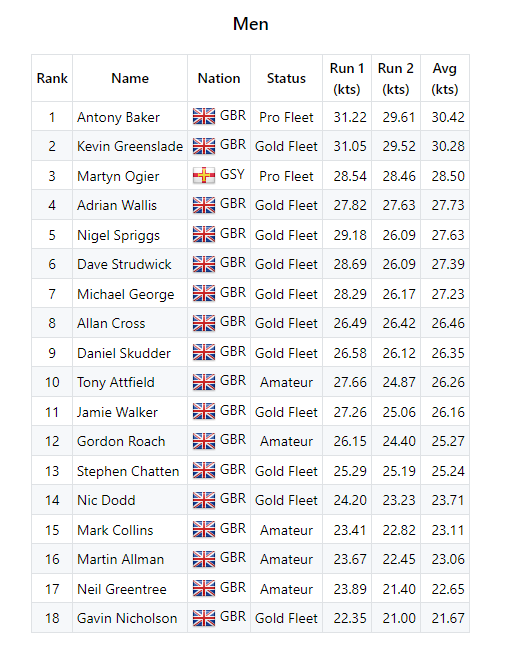 Men
Rank Name Nation Status Run 1 (kts) Run 2 (kts) Avg (kts)
1 Antony Baker GBR Pro Fleet 31.22 29.61 30.42
2 Kevin Greenslade GBR Gold Fleet 31.05 29.52 30.28
3 Martyn Ogier GSY Pro Fleet 28.54 28.46 28.50
4 Adrian Wallis GBR Gold Fleet 27.82 27.63 27.73
5 Nigel Spriggs GBR Gold Fleet 29.18 26.09 27.63
6 Dave Strudwick GBR Gold Fleet 28.69 26.09 27.39
7 Michael George GBR Gold Fleet 28.29 26.17 27.23
8 Allan Cross GBR Gold Fleet 26.49 26.42 26.46
9 Daniel Skudder GBR Gold Fleet 26.58 26.12 26.35
10 Tony Attfield GBR Amateur 27.66 24.87 26.26
11 Jamie Walker GBR Gold Fleet 27.26 25.06 26.16
12 Gordon Roach GBR Amateur 26.15 24.40 25.27
13 Stephen Chatten GBR Gold Fleet 25.29 25.19 25.24
14 Nic Dodd GBR Gold Fleet 24.20 23.23 23.71
15 Mark Collins GBR Amateur 23.41 22.82 23.11
16 Martin Allman GBR Amateur 23.67 22.45 23.06
17 Neil Greentree GBR Amateur 23.89 21.40 22.65
18 Gavin Nicholson GBR Gold Fleet 22.35 21.00 21.67